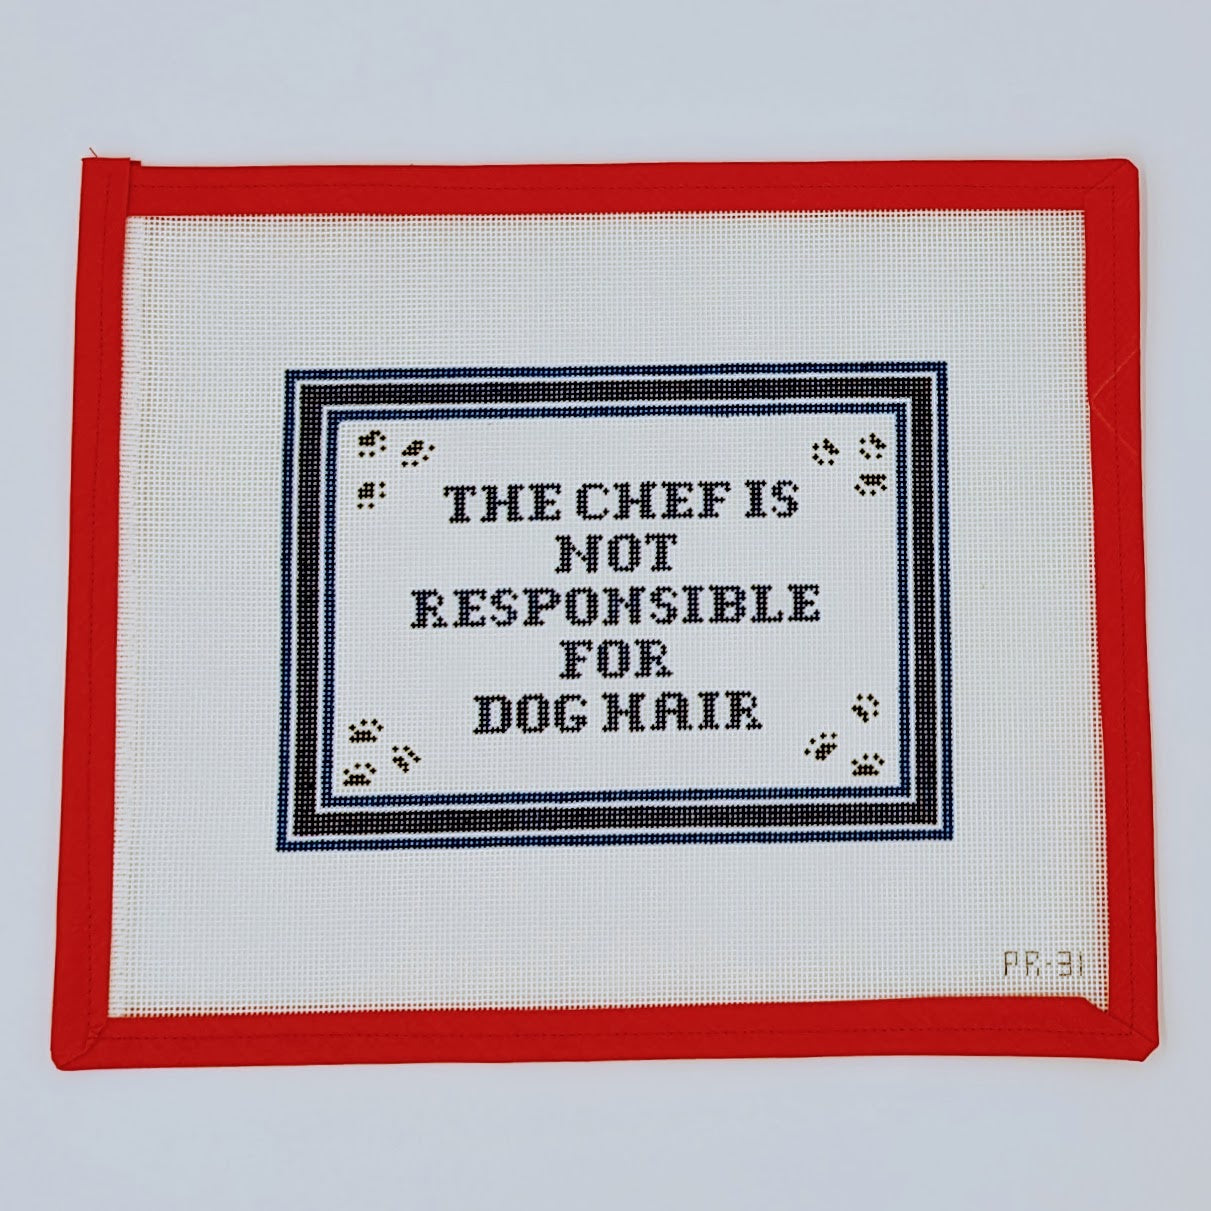 THE CHEF IS
NOT
RESPONSIBLE
FOR
DOG HAIR
PR-31